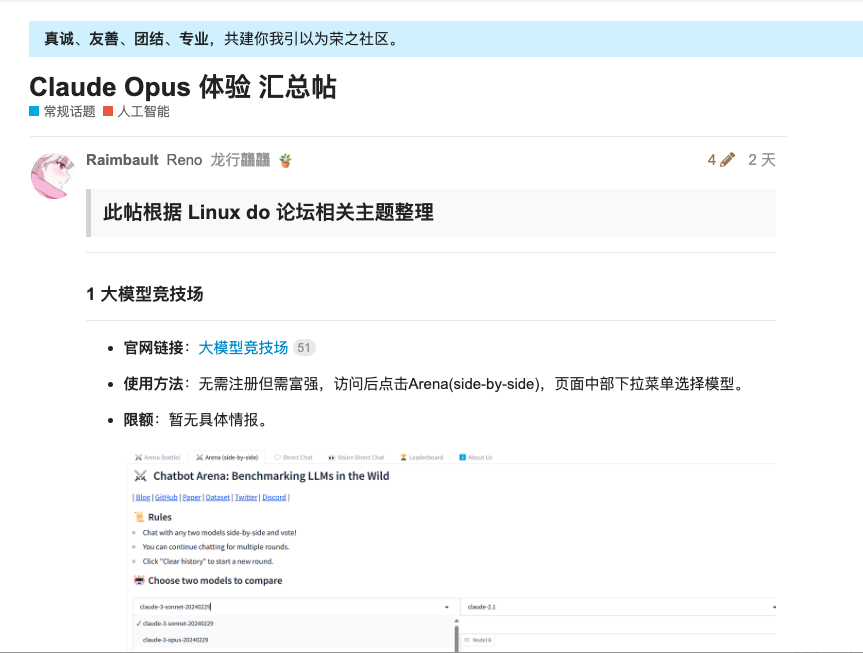 真诚、友善、团结、专业，共建你我引以为荣之社区。
Claude Opus 体验 汇总帖
常规话题 人工智能
Raimbault Reno 龙行龘龘 4 2 天
此帖根据 Linux do 论坛相关主题整理
1 大模型竞技场
官网链接：大模型竞技场 51
使用方法：无需注册但需富强，访问后点击Arena(side-by-side)，页面中部下拉菜单选择模型。
限额：暂无具体情报。
Arena (battle) Arena (side-by-side) Direct Chat Vision Direct Chat Leaderboard About Us
Chatbot Arena: Benchmarking LLMs in the Wild
| Blog | GitHub | Paper | Dataset | Twitter | Discord |
Rules
Chat with any two models side-by-side and vote!
You can continue chatting for multiple rounds.
Click "Clear history" to start a new round.
Choose two models to compare
claude-3-sonnet-20240229 claude-2.1
✓ claude-3-sonnet-20240229
claude-3-opus-20240229 Model B